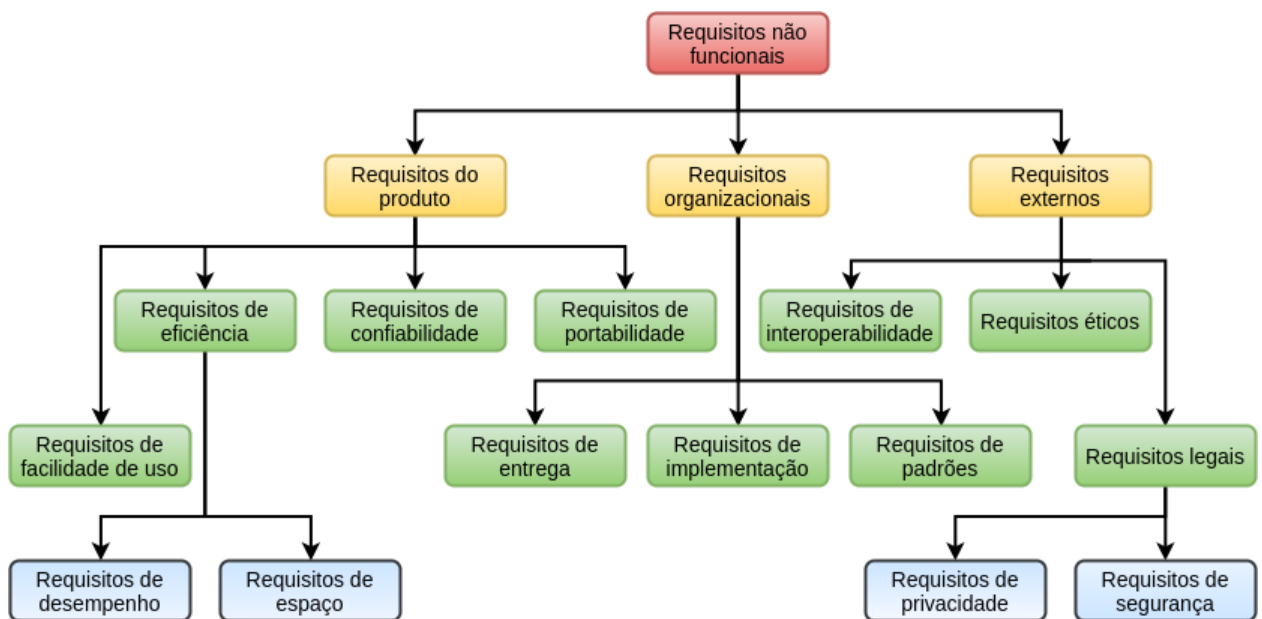 Requisitos não
funcionais
Requisitos do
produto
Requisitos
organizacionais
Requisitos
externos
Requisitos de
eficiência
Requisitos de
confiabilidade
Requisitos de
portabilidade
Requisitos de
interoperabilidade
Requisitos éticos
Requisitos de
facilidade de uso
Requisitos de
entrega
Requisitos de
implementação
Requisitos de
padrões
Requisitos legais
Requisitos de
desempenho
Requisitos de
espaço
Requisitos de
privacidade
Requisitos de
segurança